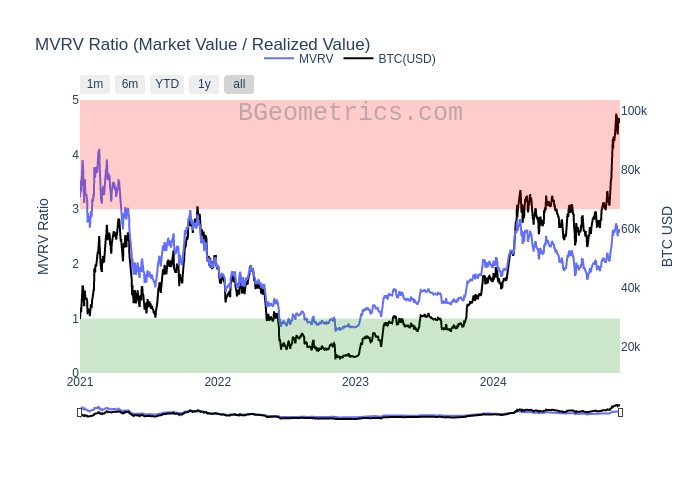 MVRV Ratio (Market Value / Realized Value)
MVRV BTC(USD)
1m 6m YTD 1y all
BGeometrics.com
5
4
3
2
1
0
MVRV Ratio
100k
80k
60k
40k
20k
BTC USD
2021 2022 2023 2024